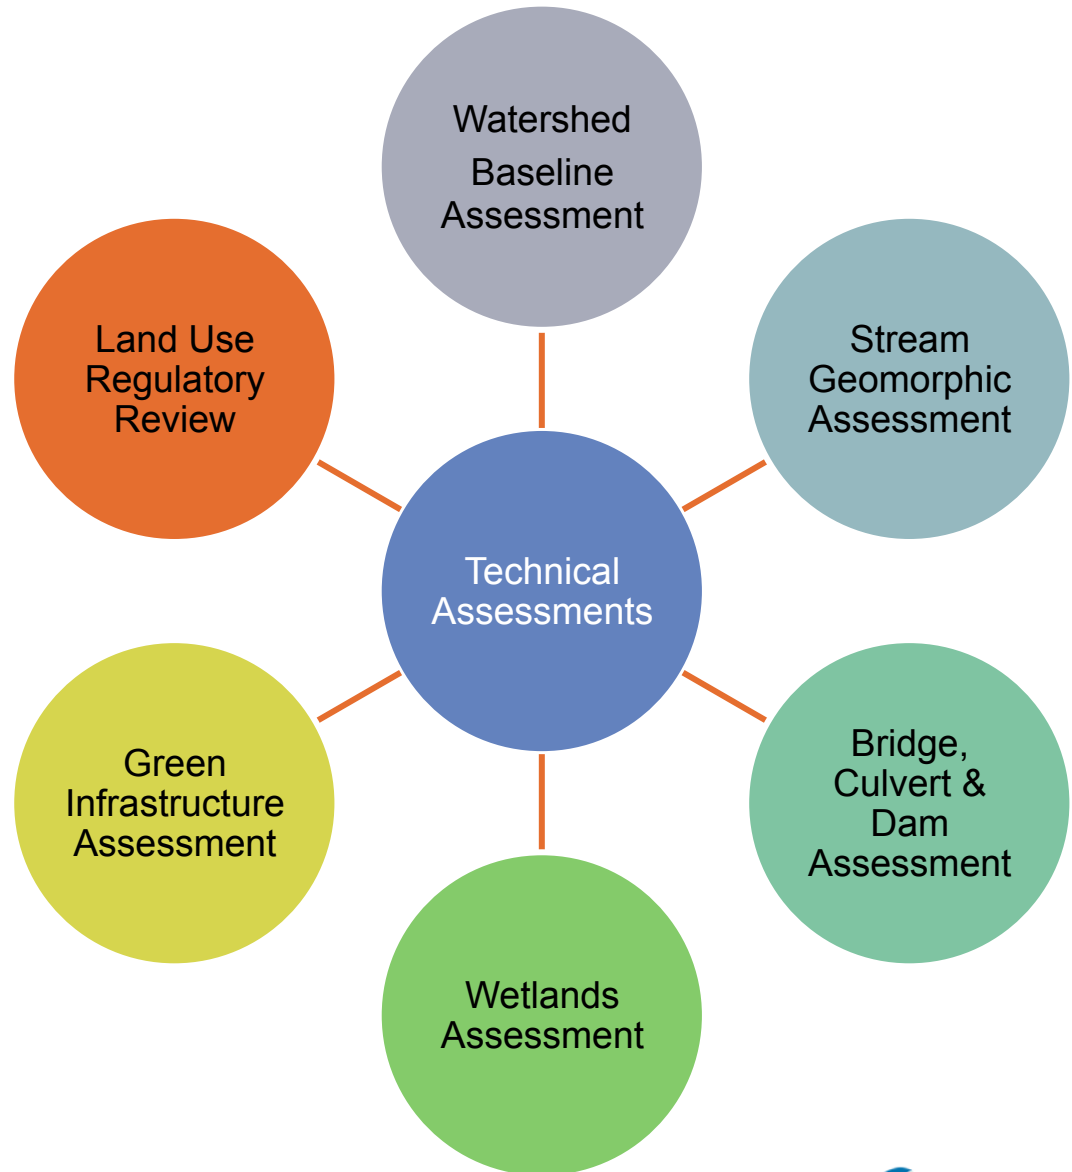 Watershed
Baseline
Assessment
Land Use
Regulatory
Review
Stream
Geomorphic
Assessment
Technical
Assessments
Green
Infrastructure
Assessment
Bridge,
Culvert &
Dam
Assessment
Wetlands
Assessment